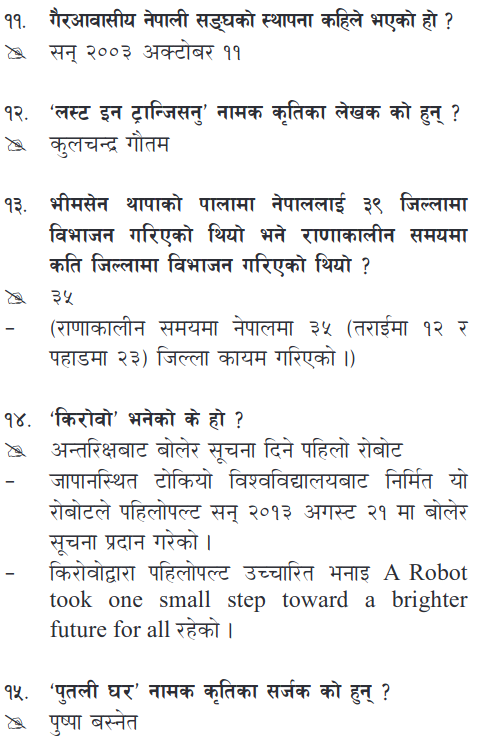 ११. गैरआवासीय नेपाली सङ्घको स्थापना कहिले भएको हो ?
सन् २००३ अक्टोबर ११
१२. ‘लस्ट इन ट्रान्जिसनु’ नामक कृतिका लेखक को हुन् ?
कुलचन्द्र गौतम
१३. भीमसेन थापाको पालामा नेपाललाई ३९ जिल्लामा
विभाजन गरिएको थियो भने राणाकालीन समयमा
कति जिल्लामा विभाजन गरिएको थियो ?
३५
– (राणाकालीन समयमा नेपालमा ३५ (तराईमा १२ र
पहाडमा २३) जिल्ला कायम गरिएको ।)
१४. ‘किरोवो’ भनेको के हो ?
अन्तरिक्षबाट बोलेर सूचना दिने पहिलो रोबोट
– जापानस्थित टोकियो विश्वविद्यालयबाट निर्मित यो
रोबोटले पहिलोपल्ट सन् २०१३ अगस्ट २१ मा बोलेर
सूचना प्रदान गरेको ।
– किरोवोद्वारा पहिलोपल्ट उच्चारित भनाइ A Robot
took one small step toward a brighter
future for all रहेको ।
१५. ‘पुतली घर’ नामक कृतिका सर्जक को हुन् ?
पुष्पा बस्नेत